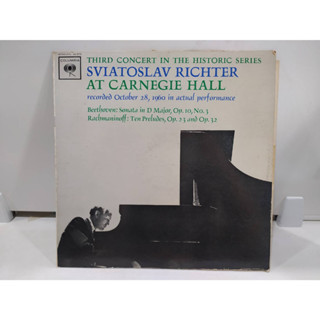 THIRD CONCERT IN THE HISTORIC SERIES
SVIATOSLAV RICHTER
AT CARNEGIE HALL
recorded October 28, 1960 in actual performance
Beethoven: Sonata in D Major, Op. 10, No. 3
Rachmaninoff: Ten Preludes, Op. 23 and Op. 32